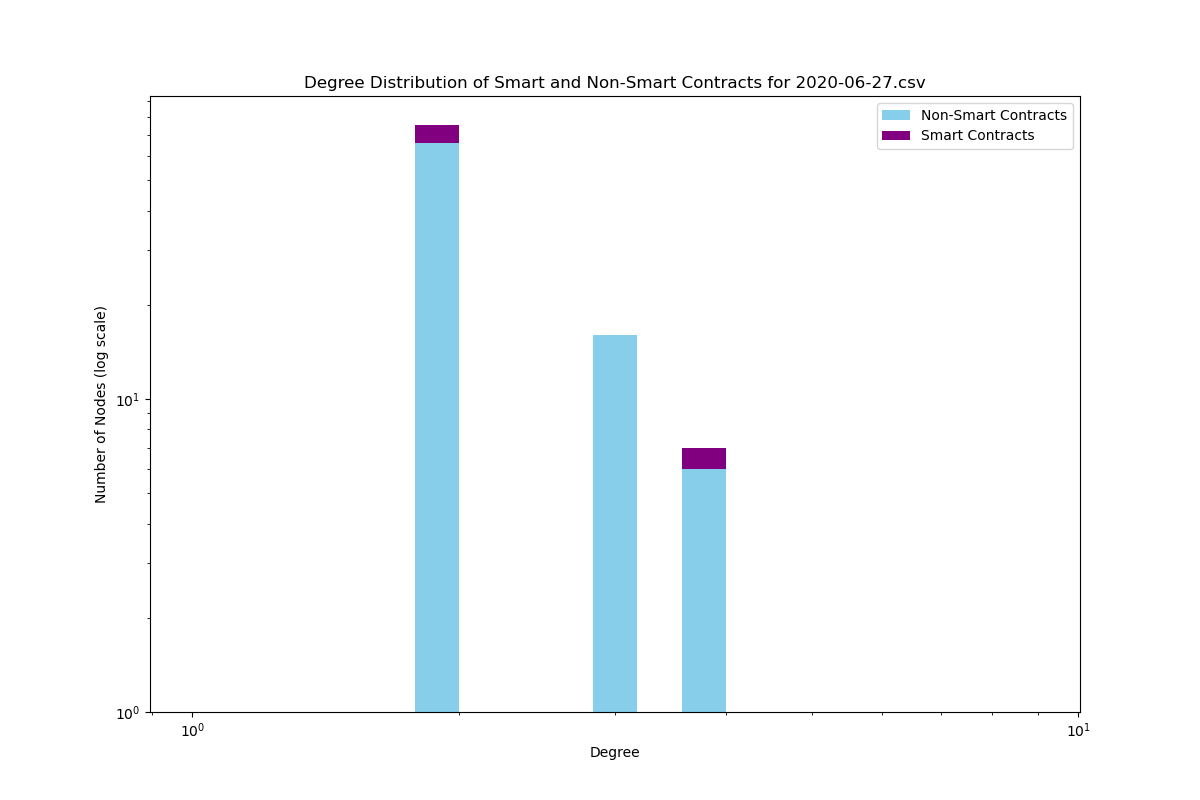 Degree Distribution of Smart and Non-Smart Contracts for 2020-06-27.csv
Non-Smart Contracts
Smart Contracts
Number of Nodes (log scale)
10¹
10⁰
10⁰
10¹
Degree